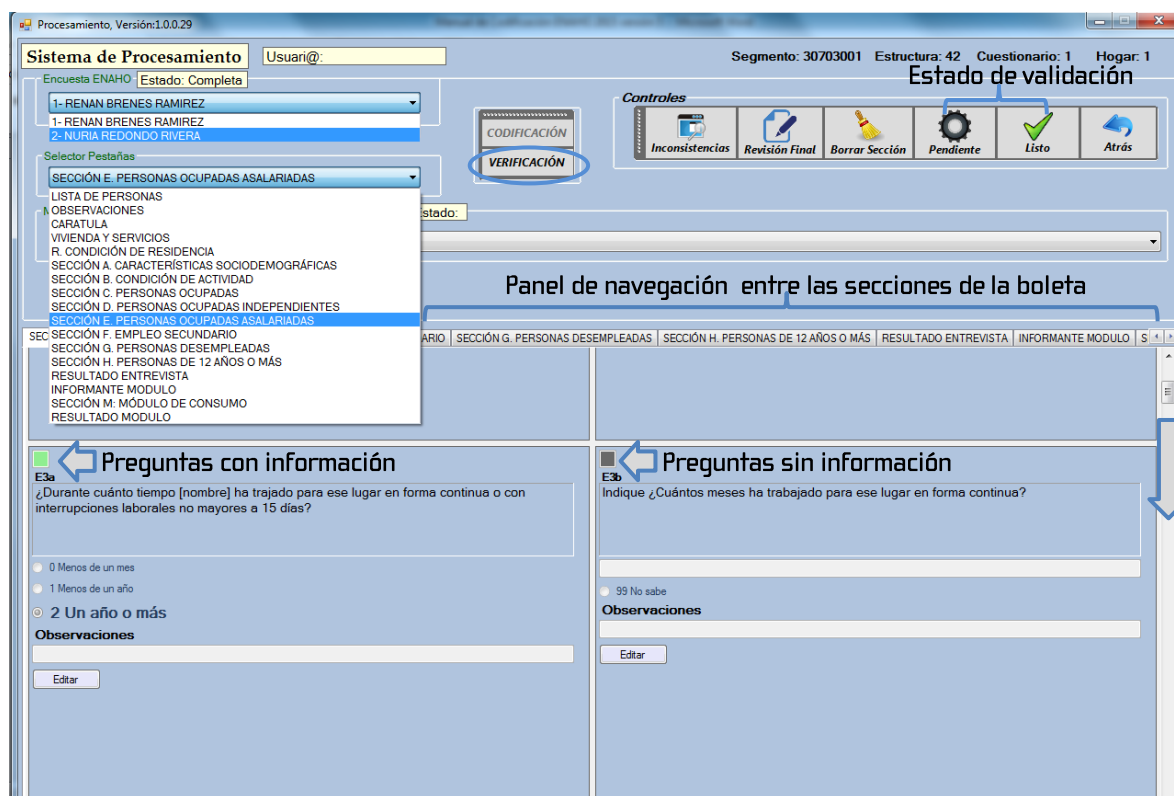 Procesamiento, Versión:1.0.0.29
Sistema de Procesamiento
Usuari@:
Segmento: 30703001 Estructura: 42 Cuestionario: 1 Hogar: 1
Encuesta ENAHO
Estado: Completa
Estado de validación
1- RENAN BRENES RAMIREZ
1- RENAN BRENES RAMIREZ
2- NURIA REDONDO RIVERA
CODIFICACIÓN
VERIFICACIÓN
Controles
Inconsistencias
Revisión Final
Borrar Sección
Pendiente
Listo
Atrás
Selector Pestañas
SECCIÓN E. PERSONAS OCUPADAS ASALARIADAS
LISTA DE PERSONAS
OBSERVACIONES
CARATULA
VIVIENDA Y SERVICIOS
R. CONDICIÓN DE RESIDENCIA
SECCIÓN A. CARACTERÍSTICAS SOCIODEMOGRÁFICAS
SECCIÓN B. CONDICIÓN DE ACTIVIDAD
SECCIÓN C. PERSONAS OCUPADAS
SECCIÓN D. PERSONAS OCUPADAS INDEPENDIENTES
SECCIÓN E. PERSONAS OCUPADAS ASALARIADAS
SECCIÓN F. EMPLEO SECUNDARIO
SECCIÓN G. PERSONAS DESEMPLEADAS
SECCIÓN H. PERSONAS DE 12 AÑOS O MÁS
RESULTADO ENTREVISTA
INFORMANTE MODULO
SECCIÓN M: MÓDULO DE CONSUMO
RESULTADO MODULO
Estado:
Panel de navegación entre las secciones de la boleta
SEC
ARIO
SECCIÓN G. PERSONAS DESEMPLEADAS
SECCIÓN H. PERSONAS DE 12 AÑOS O MÁS
RESULTADO ENTREVISTA
INFORMANTE MODULO
S
Preguntas con información
E3a
¿Durante cuánto tiempo [nombre] ha trajado para ese lugar en forma continua o con
interrupciones laborales no mayores a 15 días?
0 Menos de un mes
1 Menos de un año
2 Un año o más
Observaciones
Editar
Preguntas sin información
E3b
Indique ¿Cuántos meses ha trabajado para ese lugar en forma continua?
99 No sabe
Observaciones
Editar